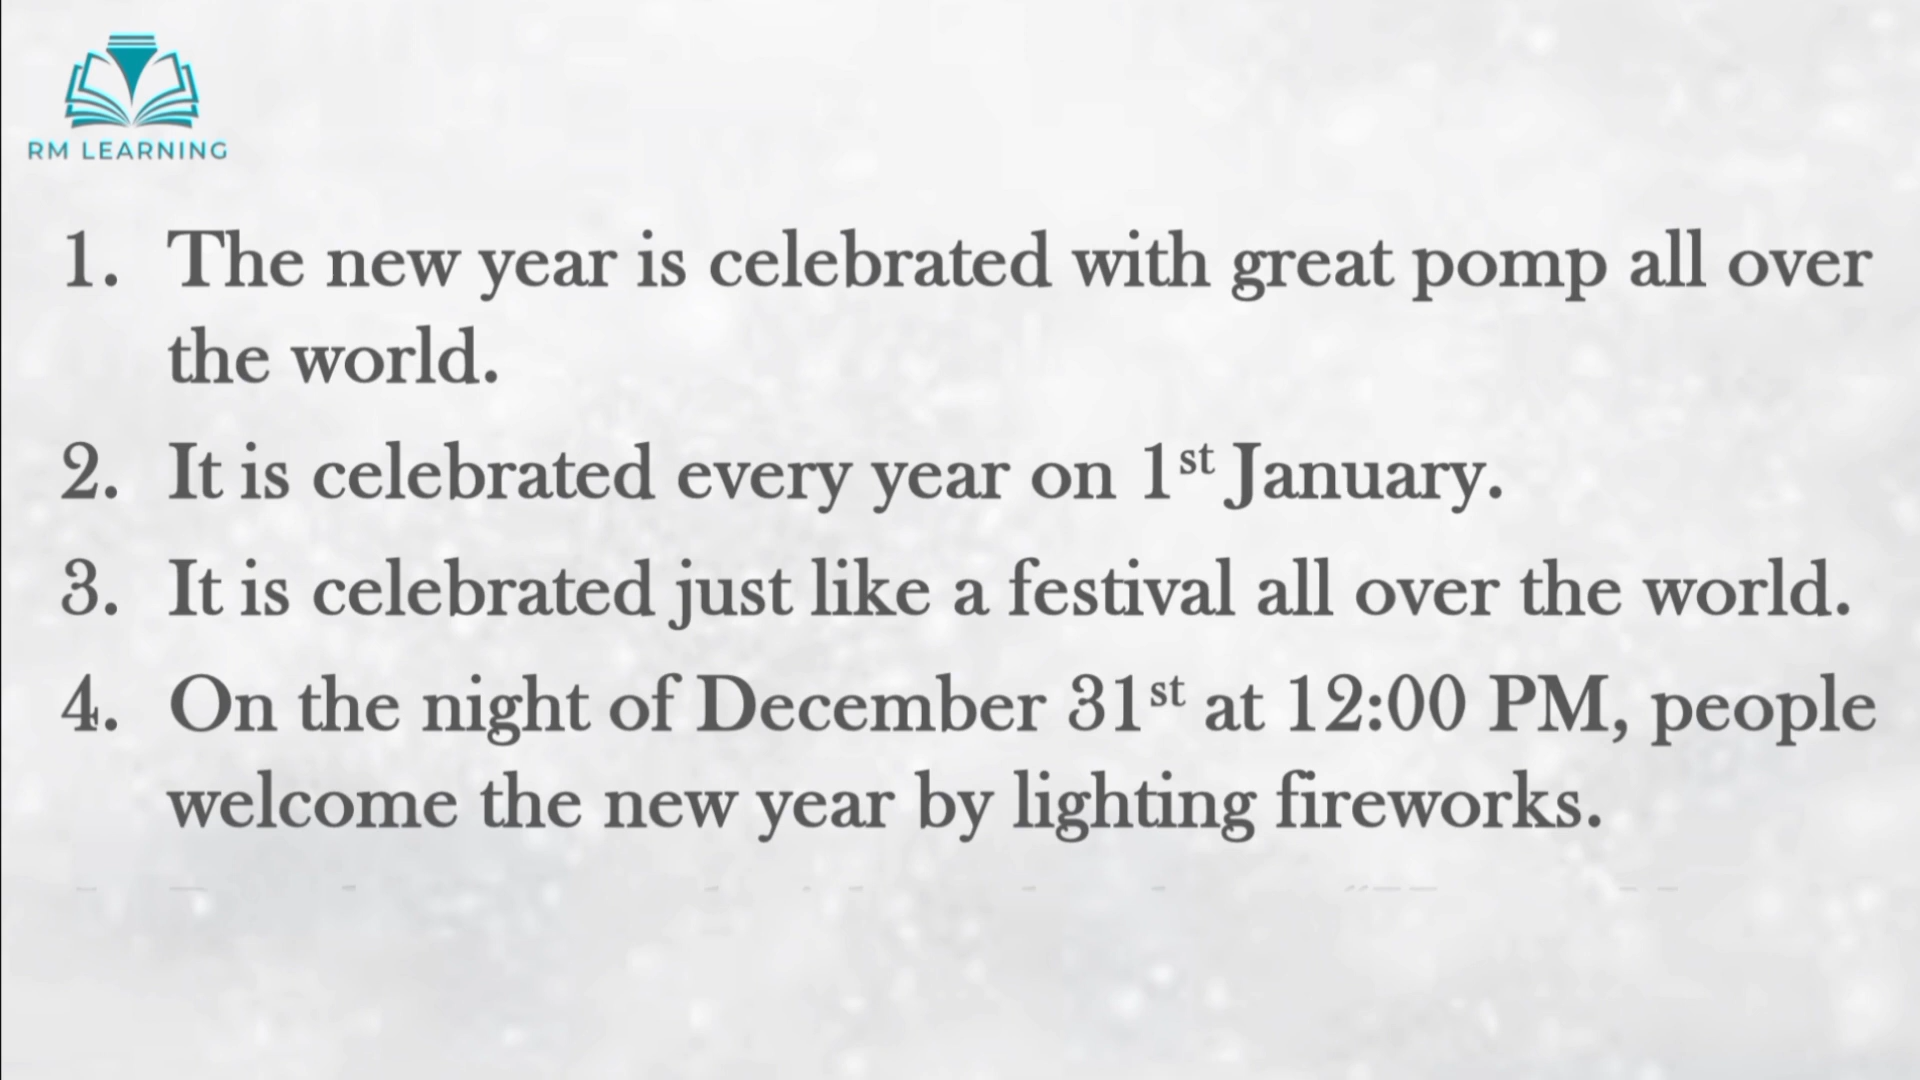 RM LEARNING
1. The new year is celebrated with great pomp all over
the world.
2. It is celebrated every year on 1st January.
3. It is celebrated just like a festival all over the world.
4. On the night of December 31st at 12:00 PM, people
welcome the new year by lighting fireworks.